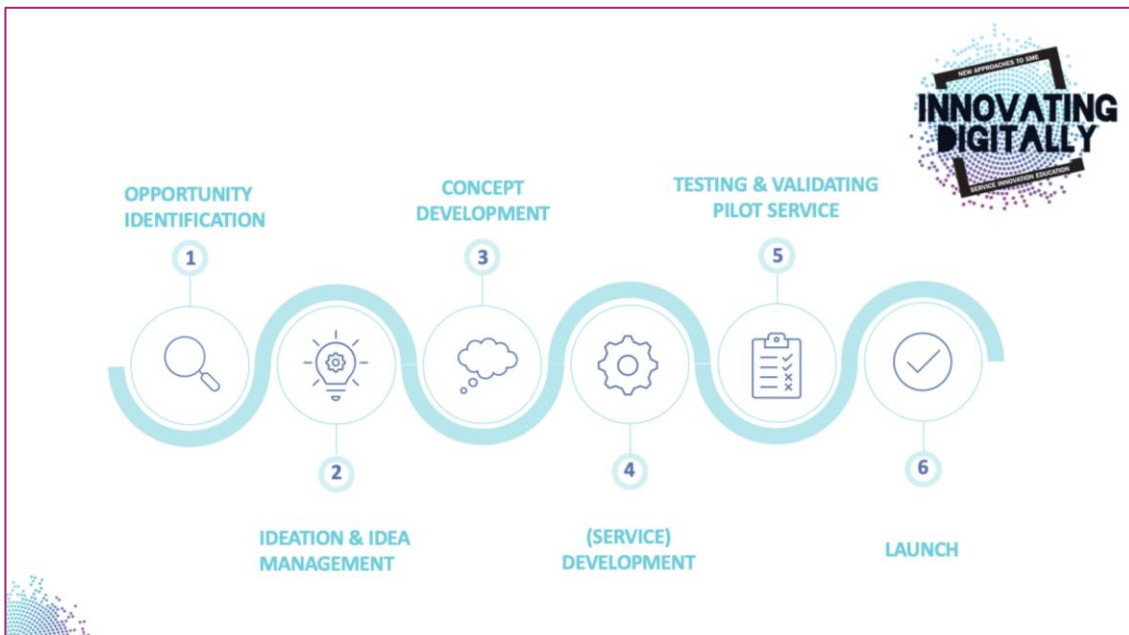 NEW APPROACHES TO SME
INNOVATING
DIGITALLY
SERVICE INNOVATION EDUCATION
OPPORTUNITY
IDENTIFICATION
1
CONCEPT
DEVELOPMENT
3
TESTING & VALIDATING
PILOT SERVICE
5
2
IDEATION & IDEA
MANAGEMENT
4
(SERVICE)
DEVELOPMENT
6
LAUNCH